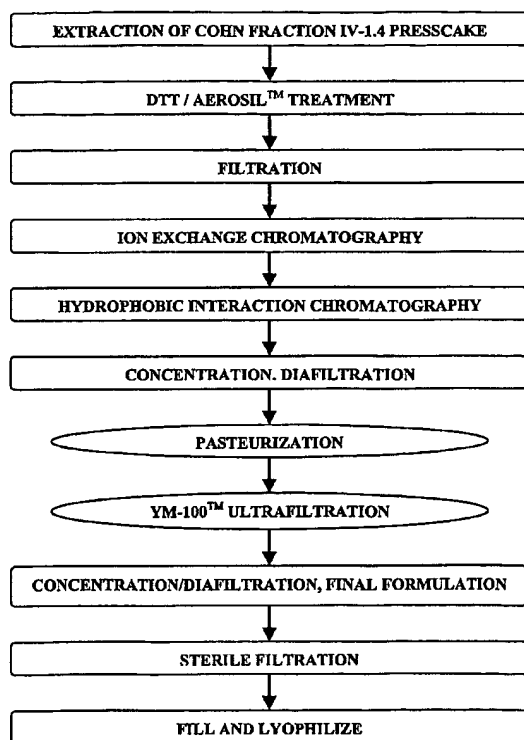 EXTRACTION OF COHN FRACTION IV-1.4 PRESSCAKE
DTT / AEROSIL™ TREATMENT
FILTRATION
ION EXCHANGE CHROMATOGRAPHY
HYDROPHOBIC INTERACTION CHROMATOGRAPHY
CONCENTRATION. DIAFILTRATION
PASTEURIZATION
YM-100™ ULTRAFILTRATION
CONCENTRATION/DIAFILTRATION, FINAL FORMULATION
STERILE FILTRATION
FILL AND LYOPHILIZE